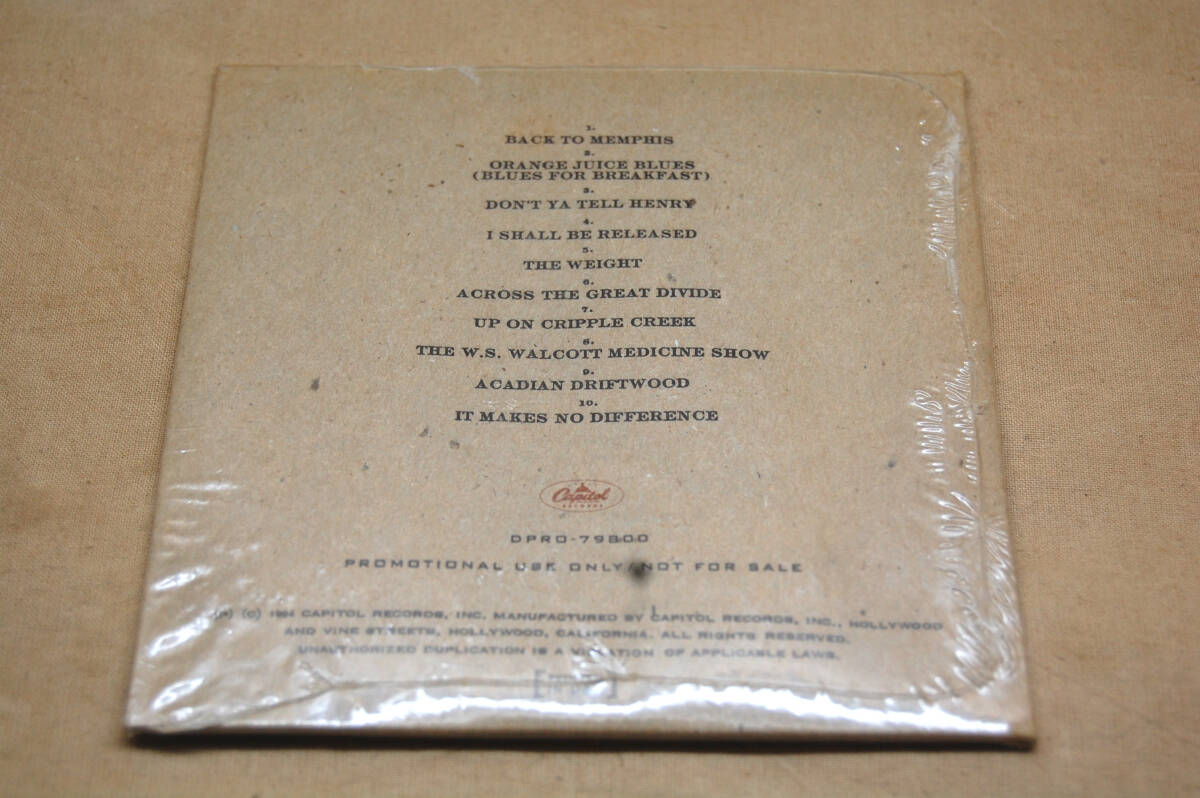 1.
BACK TO MEMPHIS
2.
ORANGE JUICE BLUES
(BLUES FOR BREAKFAST)
3.
DON'T YA TELL HENRY
4.
I SHALL BE RELEASED
5.
THE WEIGHT
6.
ACROSS THE GREAT DIVIDE
7.
UP ON CRIPPLE CREEK
8.
THE W.S. WALCOTT MEDICINE SHOW
9.
ACADIAN DRIFTWOOD
10.
IT MAKES NO DIFFERENCE
Capitol
RECORDS
DPRO-79800
PROMOTIONAL USE ONLY/NOT FOR SALE
(P) (C) 1994 CAPITOL RECORDS, INC. MANUFACTURED BY CAPITOL RECORDS, INC., HOLLYWOOD
AND VINE STREETS, HOLLYWOOD, CALIFORNIA. ALL RIGHTS RESERVED.
UNAUTHORIZED DUPLICATION IS A VIOLATION OF APPLICABLE LAWS.